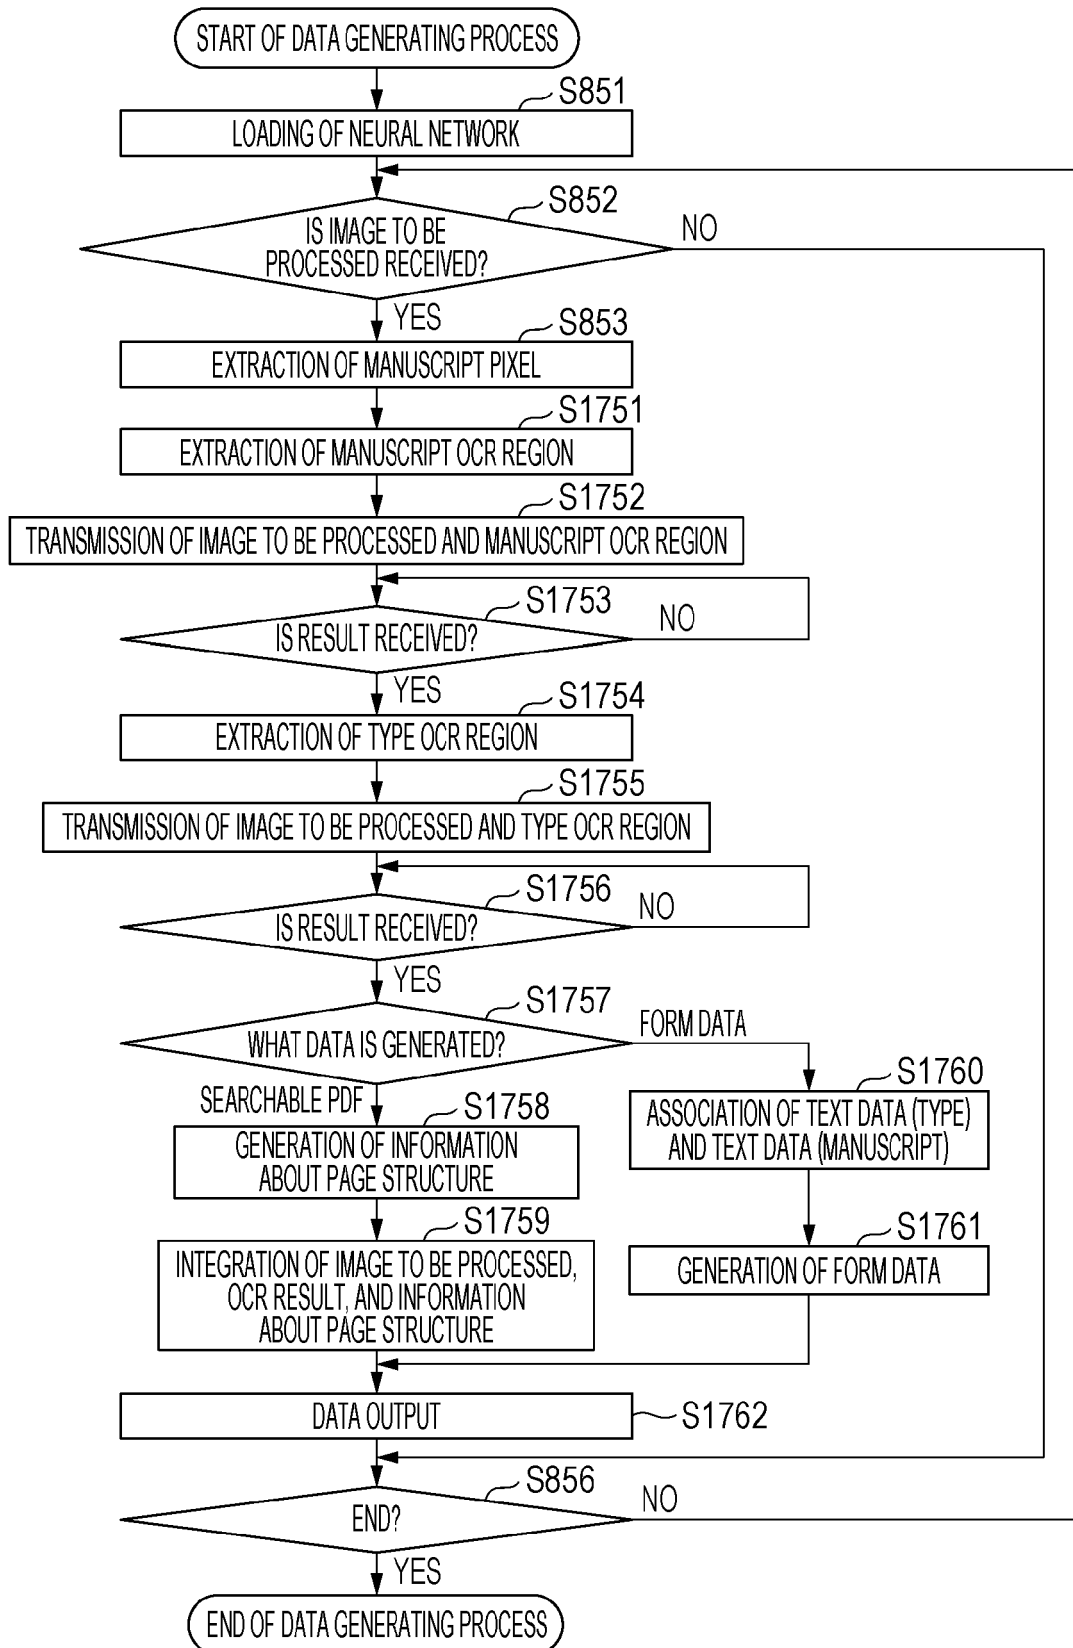 START OF DATA GENERATING PROCESS
S851
LOADING OF NEURAL NETWORK
S852
IS IMAGE TO BE
PROCESSED RECEIVED?
NO
YES
S853
EXTRACTION OF MANUSCRIPT PIXEL
S1751
EXTRACTION OF MANUSCRIPT OCR REGION
S1752
TRANSMISSION OF IMAGE TO BE PROCESSED AND MANUSCRIPT OCR REGION
S1753
IS RESULT RECEIVED?
NO
YES
S1754
EXTRACTION OF TYPE OCR REGION
S1755
TRANSMISSION OF IMAGE TO BE PROCESSED AND TYPE OCR REGION
S1756
IS RESULT RECEIVED?
NO
YES
S1757
WHAT DATA IS GENERATED?
FORM DATA
SEARCHABLE PDF
S1758
GENERATION OF INFORMATION
ABOUT PAGE STRUCTURE
S1760
ASSOCIATION OF TEXT DATA (TYPE)
AND TEXT DATA (MANUSCRIPT)
S1759
INTEGRATION OF IMAGE TO BE PROCESSED,
OCR RESULT, AND INFORMATION
ABOUT PAGE STRUCTURE
S1761
GENERATION OF FORM DATA
DATA OUTPUT
S1762
S856
END?
NO
YES
END OF DATA GENERATING PROCESS